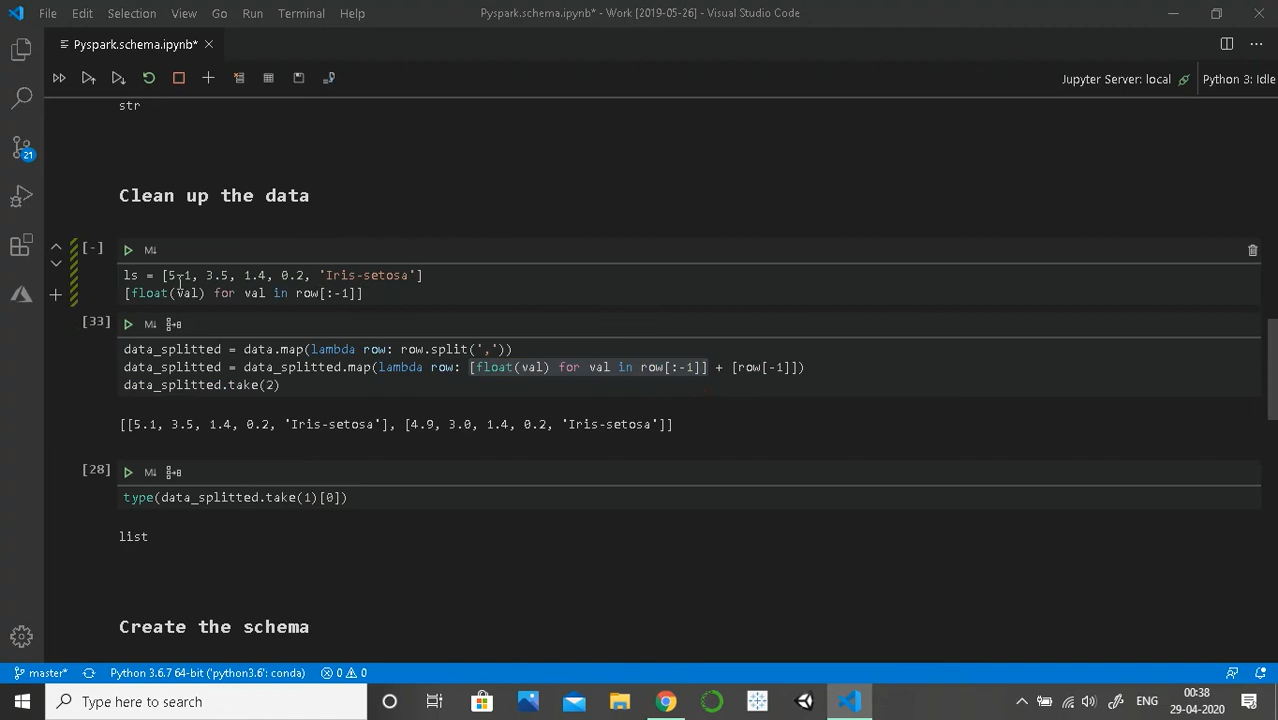 File Edit Selection View Go Run Terminal Help
Pyspark.schema.ipynb* - Work [2019-05-26] - Visual Studio Code
Pyspark.schema.ipynb*
Jupyter Server: local
Python 3: Idle
str
Clean up the data
[-]
M↓
ls = [5.1, 3.5, 1.4, 0.2, 'Iris-setosa']
[float(val) for val in row[:-1]]
[33]
M↓
data_splitted = data.map(lambda row: row.split(','))
data_splitted = data_splitted.map(lambda row: [float(val) for val in row[:-1]] + [row[-1]])
data_splitted.take(2)
[[5.1, 3.5, 1.4, 0.2, 'Iris-setosa'], [4.9, 3.0, 1.4, 0.2, 'Iris-setosa']]
[28]
M↓
type(data_splitted.take(1)[0])
list
Create the schema
21
master*
Python 3.6.7 64-bit ('python3.6': conda)
0
0
Type here to search
ENG
00:38
29-04-2020